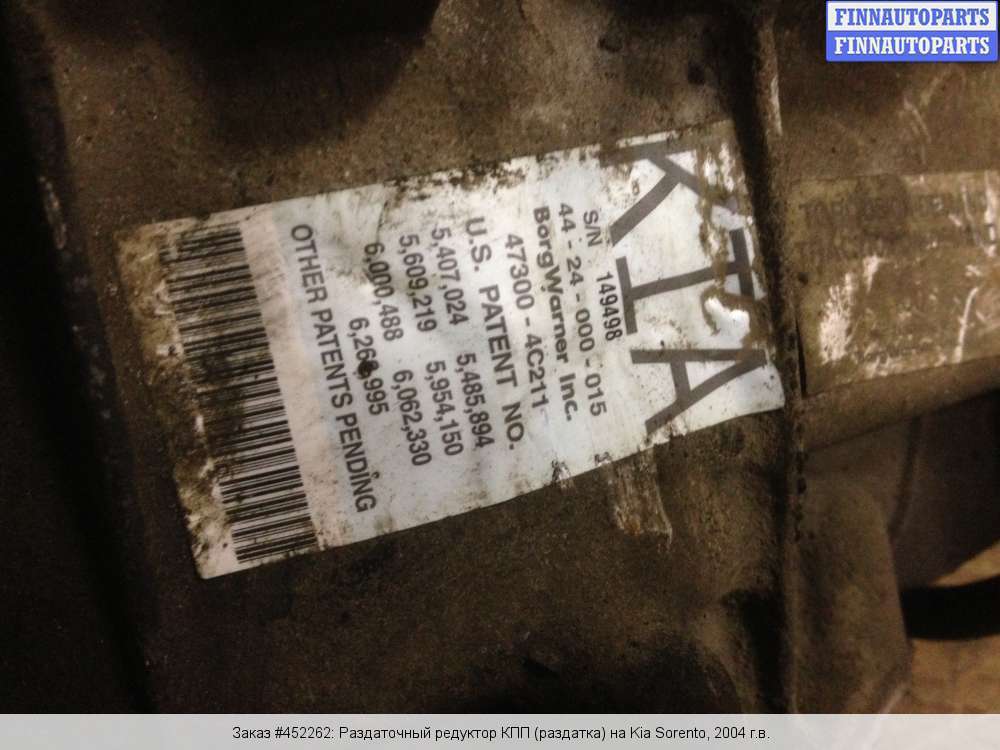 FINNAUTOPARTS
FINNAUTOPARTS
KIA
S/N 149498
44-24-000-015
BorgWarner Inc.
47300-4C211
U.S. PATENT NO.
5,407,024 5,485,894
5,609,219 5,954,150
6,000,488 6,062,330
OTHER PATENTS PENDING
Заказ #452262: Раздаточный редуктор КПП (раздатка) на Kia Sorento, 2004 г.в.